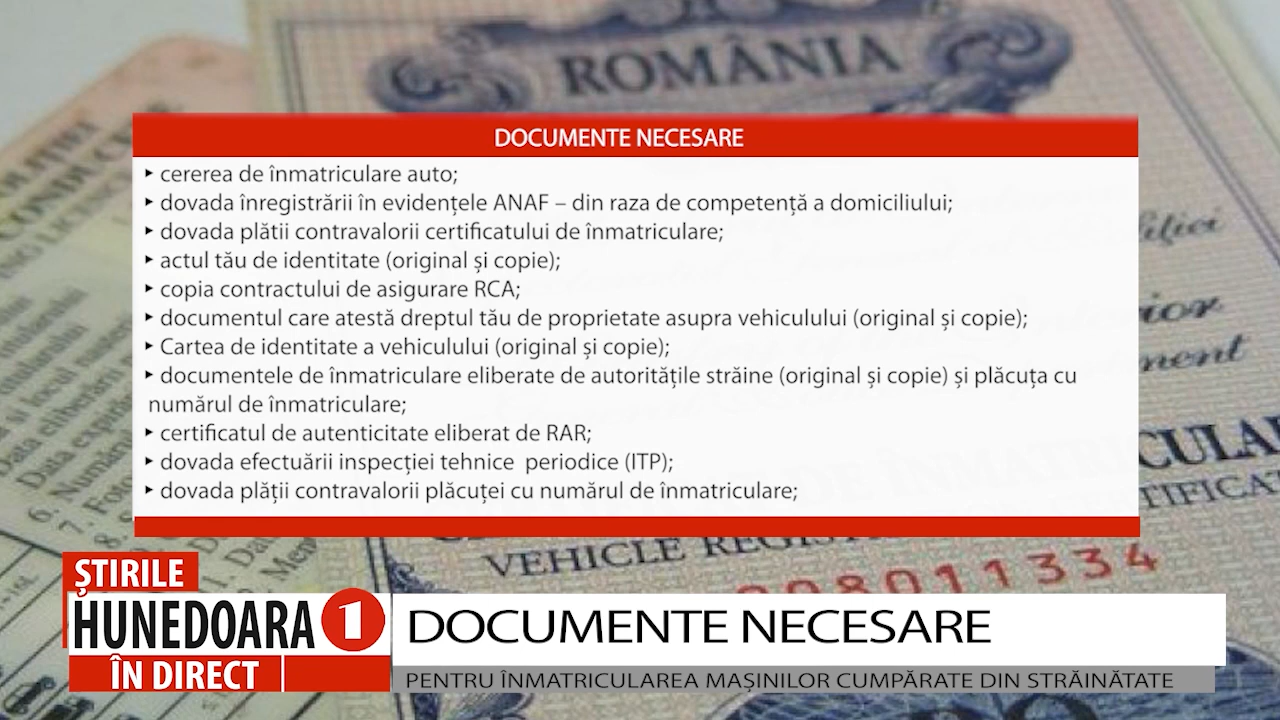 ROMÂNIA
DOCUMENTE NECESARE
‣ cererea de înmatriculare auto;
‣ dovada înregistrării în evidențele ANAF – din raza de competență a domiciliului;
‣ dovada plătii contravalorii certificatului de înmatriculare;
‣ actul tău de identitate (original și copie);
‣ copia contractului de asigurare RCA;
‣ documentul care atestă dreptul tău de proprietate asupra vehiculului (original și copie);
‣ Cartea de identitate a vehiculului (original și copie);
‣ documentele de înmatriculare eliberate de autoritățile străine (original și copie) și plăcuța cu
numărul de înmatriculare;
‣ certificatul de autenticitate eliberat de RAR;
‣ dovada efectuării inspecției tehnice periodice (ITP);
‣ dovada plății contravalorii plăcuței cu numărul de înmatriculare;
VEHICLE
008011334
ȘTIRILE
HUNEDOARA 1
ÎN DIRECT
DOCUMENTE NECESARE
PENTRU ÎNMATRICULAREA MAȘINILOR CUMPĂRATE DIN STRĂINĂTATE